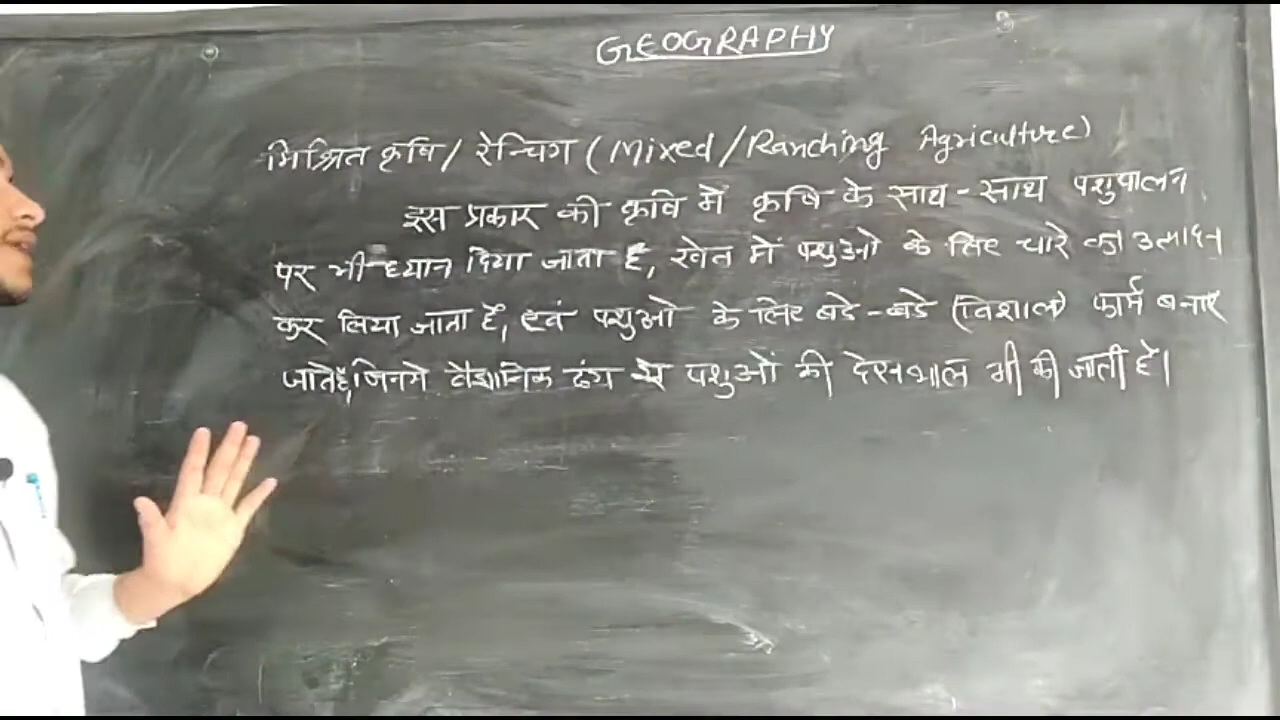 GEOGRAPHY
मिश्रित कृषि / रेन्चिग ( Mixed / Ranching Agriculture)
इस प्रकार की कृषि में कृषि के साथ - साथ पशुपालन
पर भी ध्यान दिया जाता है, खेत में पशुओ के लिए चारे का उत्पादन
कर लिया जाता हैं, एवं पशुओ के लिए बडे - बडे (विशाल) फार्म बनाए
जातेहैं, जिनमे वैज्ञानिक ढंग से पशुओं की देखभाल भी की जाती है।